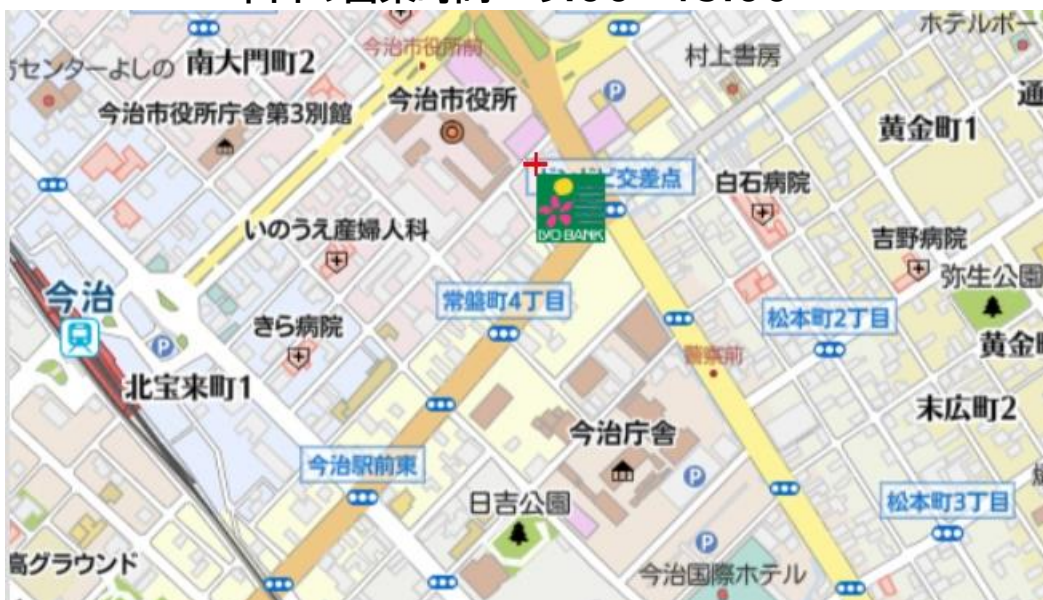 ホテルボー
今治市役所前
南大門町2
村上書房
センターよしの
今治市役所
今治市役所庁舎第3別館
通
黄金町1
交差点
白石病院
IYO BANK
いのうえ産婦人科
吉野病院
弥生公園
今治
常盤町4丁目
松本町2丁目
きら病院
黄金
警察前
北宝来町1
末広町2
今治庁舎
今治駅前東
日吉公園
松本町3丁目
高グラウンド
今治国際ホテル